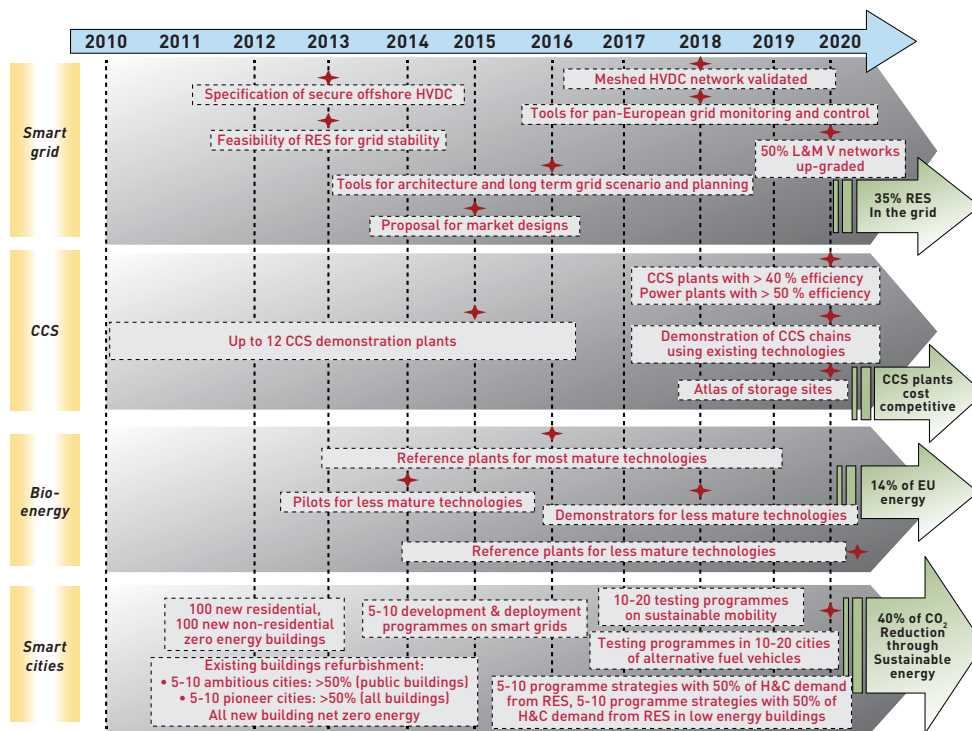 2010 2011 2012 2013 2014 2015 2016 2017 2018 2019 2020
Smart
grid
Specification of secure offshore HVDC
Meshed HVDC network validated
Tools for pan-European grid monitoring and control
Feasibility of RES for grid stability
50% L&M V networks
up-graded
Tools for architecture and long term grid scenario and planning
Proposal for market designs
35% RES
In the grid
CCS
CCS plants with > 40 % efficiency
Power plants with > 50 % efficiency
Up to 12 CCS demonstration plants
Demonstration of CCS chains
using existing technologies
Atlas of storage sites
CCS plants
cost
competitive
Bio-
energy
Reference plants for most mature technologies
Pilots for less mature technologies
Demonstrators for less mature technologies
Reference plants for less mature technologies
14% of EU
energy
Smart
cities
100 new residential,
100 new non-residential
zero energy buildings
5-10 development & deployment
programmes on smart grids
10-20 testing programmes
on sustainable mobility
Testing programmes in 10-20 cities
of alternative fuel vehicles
Existing buildings refurbishment:
• 5-10 ambitious cities: >50% (public buildings)
• 5-10 pioneer cities: >50% (all buildings)
All new building net zero energy
5-10 programme strategies with 50% of H&C demand
from RES, 5-10 programme strategies with 50% of
H&C demand from RES in low energy buildings
40% of CO₂
Reduction
through
Sustainable
energy